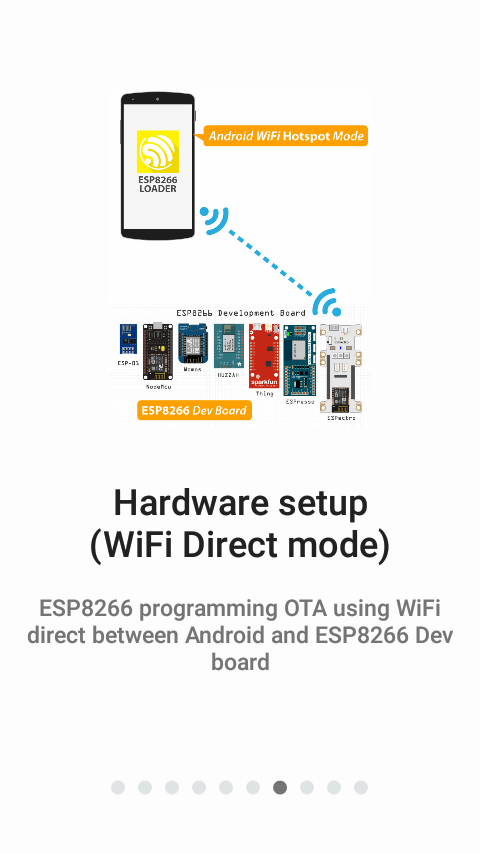 Android WiFi Hotspot Mode
ESP8266
LOADER
ESP8266 Development Board
ESP-01
NodeMcu
Wemos
HUZZAH
sparkfun
Thing
ESPresso
ESPectro
ESP8266 Dev Board
Hardware setup
(WiFi Direct mode)
ESP8266 programming OTA using WiFi
direct between Android and ESP8266 Dev
board